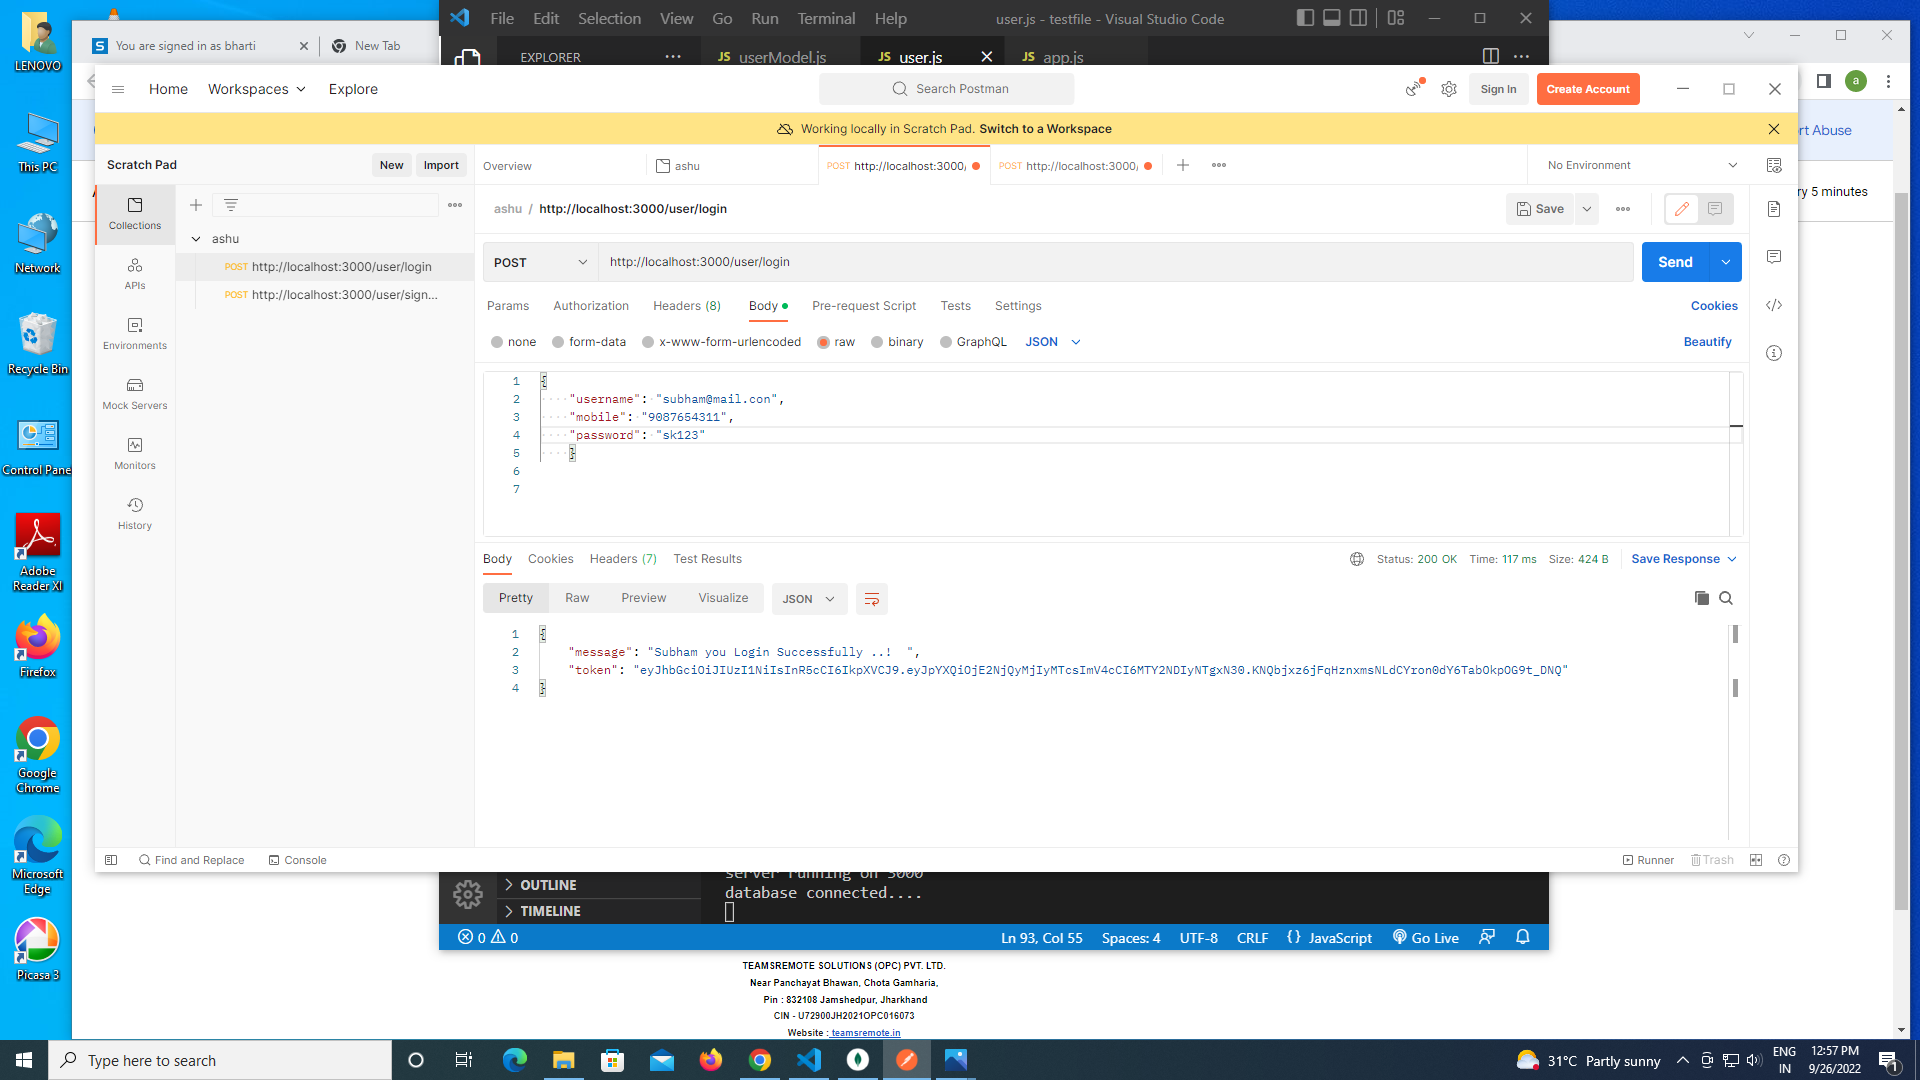 LENOVO
This PC
Network
Recycle Bin
Control Pane
Adobe
Reader XI
Firefox
Google
Chrome
Microsoft
Edge
Picasa 3
You are signed in as bharti
New Tab
File Edit Selection View Go Run Terminal Help
user.js - testfile - Visual Studio Code
EXPLORER
JS userModel.js
JS user.js
JS app.js
a
rt Abuse
ry 5 minutes
Home Workspaces Explore
Search Postman
Sign In
Create Account
Working locally in Scratch Pad. Switch to a Workspace
Scratch Pad
New
Import
Overview
ashu
POST http://localhost:3000/
POST http://localhost:3000/
No Environment
Collections
APIs
Environments
Mock Servers
Monitors
History
ashu
POST http://localhost:3000/user/login
POST http://localhost:3000/user/sign...
ashu / http://localhost:3000/user/login
Save
POST
http://localhost:3000/user/login
Send
Params Authorization Headers (8) Body Pre-request Script Tests Settings
Cookies
none form-data x-www-form-urlencoded raw binary GraphQL JSON
Beautify
1 {
2 "username": "subham@mail.con",
3 "mobile": "9087654311",
4 "password": "sk123"
5 }
6
7
Body Cookies Headers (7) Test Results
Status: 200 OK Time: 117 ms Size: 424 B
Save Response
Pretty Raw Preview Visualize JSON
1 {
2 "message": "Subham you Login Successfully ..!  ",
3 "token": "eyJhbGciOiJIUzI1NiIsInR5cCI6IkpXVCJ9.eyJpYXQiOjE2NjQyMjIyMTcsImV4cCI6MTY2NDIyNTgxN30.KNQbjxz6jFqHznxmsNLdCYron0dY6TabOkpOG9t_DNQ"
4 }
Find and Replace
Console
Runner
Trash
OUTLINE
TIMELINE
server running on 3000
database connected....
0 0
Ln 93, Col 55 Spaces: 4 UTF-8 CRLF {} JavaScript Go Live
TEAMSREMOTE SOLUTIONS (OPC) PVT. LTD.
Near Panchayat Bhawan, Chota Gamharia,
Pin : 832108 Jamshedpur, Jharkhand
CIN - U72900JH2021OPC016073
Website : teamsremote.in
Type here to search
31°C Partly sunny
ENG
IN
12:57 PM
9/26/2022
1